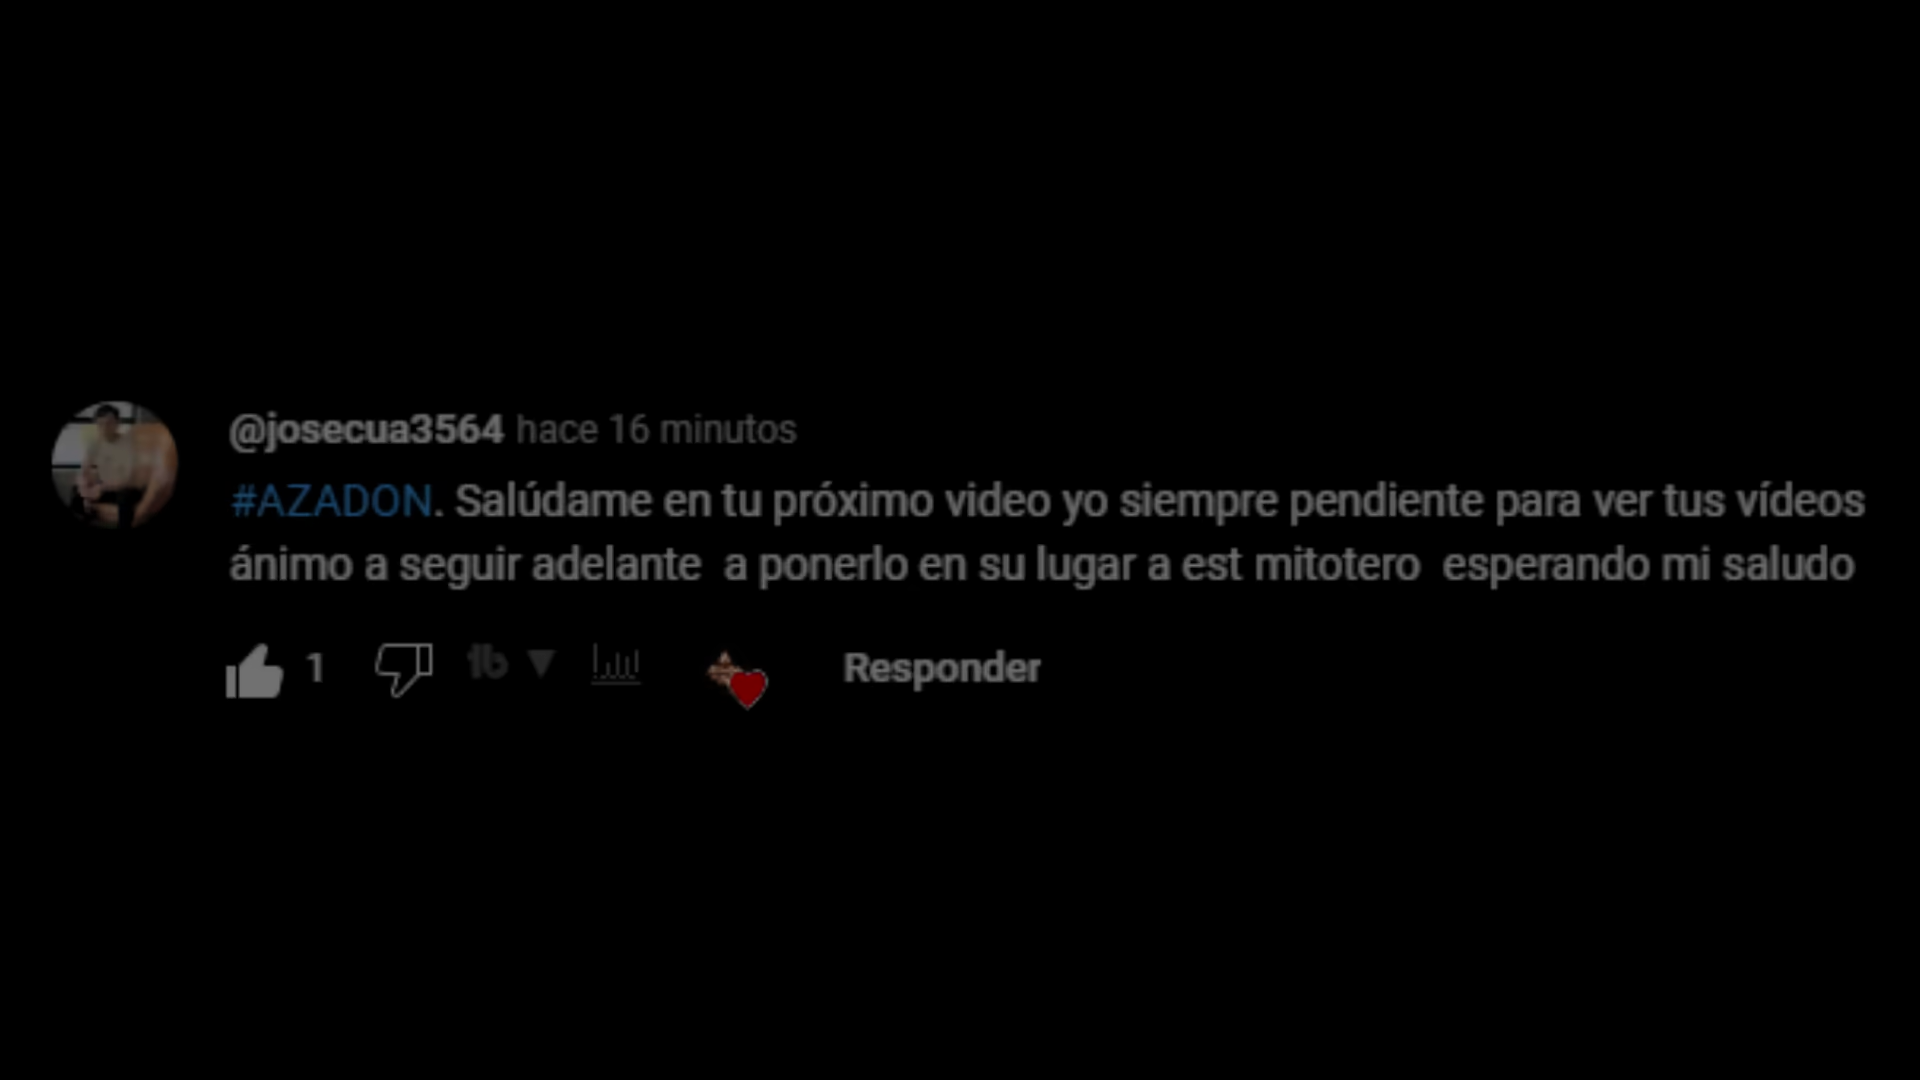 @josecua3564 hace 16 minutos
#AZADON. Salúdame en tu próximo video yo siempre pendiente para ver tus vídeos
ánimo a seguir adelante  a ponerlo en su lugar a est mitotero  esperando mi saludo
1 Responder